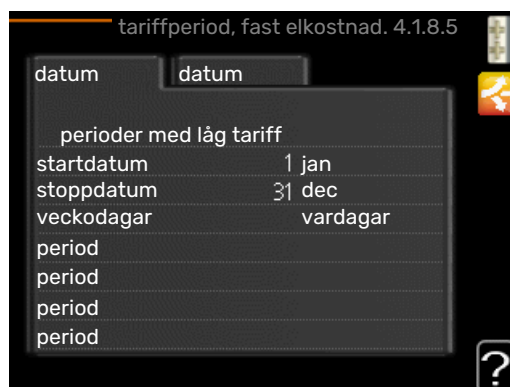 tariffperiod, fast elkostnad. 4.1.8.5
datum datum
perioder med låg tariff
startdatum 1 jan
stoppdatum 31 dec
veckodagar vardagar
period
period
period
period
?